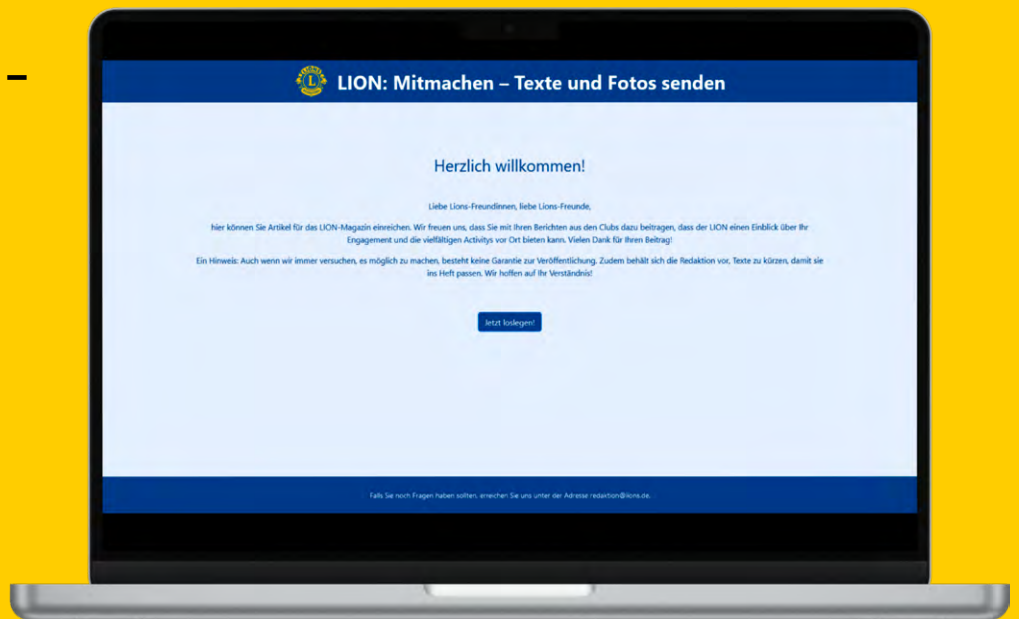 –
LION: Mitmachen – Texte und Fotos senden
Herzlich willkommen!
Liebe Lions-Freundinnen, liebe Lions-Freunde,
hier können Sie Artikel für das LION-Magazin einreichen. Wir freuen uns, dass Sie mit Ihren Berichten aus den Clubs dazu beitragen, dass der LION einen Einblick über Ihr
Engagement und die vielfältigen Activitys vor Ort bieten kann. Vielen Dank für Ihren Beitrag!
Ein Hinweis: Auch wenn wir immer versuchen, es möglich zu machen, besteht keine Garantie zur Veröffentlichung. Zudem behält sich die Redaktion vor, Texte zu kürzen, damit sie
ins Heft passen. Wir hoffen auf Ihr Verständnis!
Jetzt loslegen!
Falls Sie noch Fragen haben sollten, erreichen Sie uns unter der Adresse redaktion@lions.de.